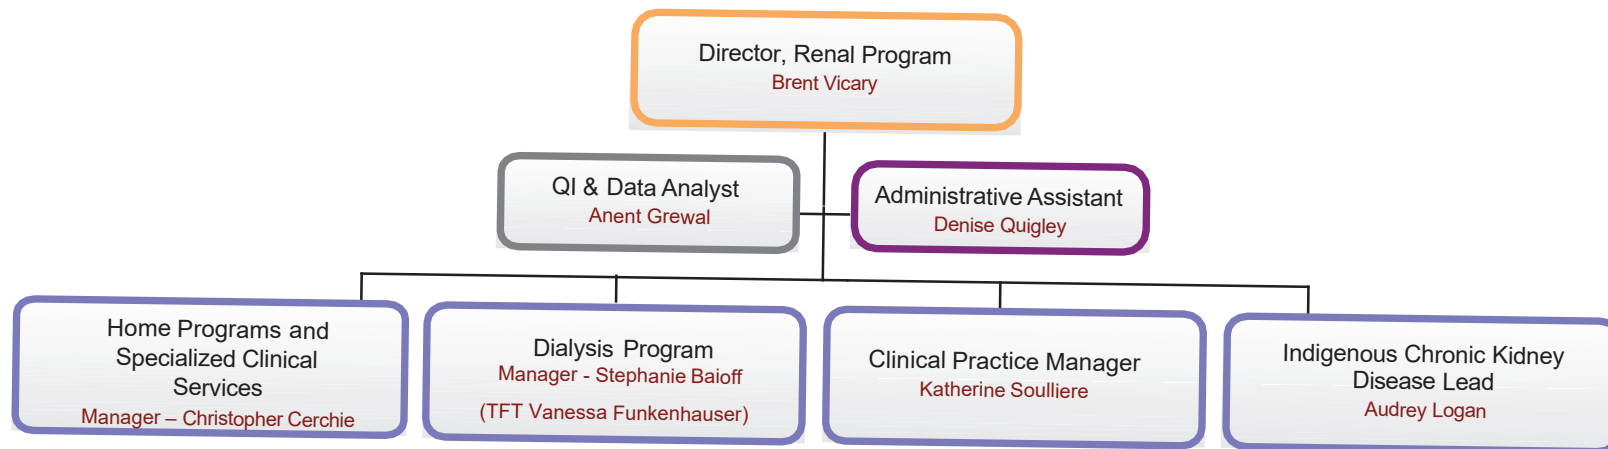 Director, Renal Program
Brent Vicary
QI & Data Analyst
Anent Grewal
Administrative Assistant
Denise Quigley
Home Programs and
Specialized Clinical
Services
Manager – Christopher Cerchie
Dialysis Program
Manager - Stephanie Baioff
(TFT Vanessa Funkenhauser)
Clinical Practice Manager
Katherine Soulliere
Indigenous Chronic Kidney
Disease Lead
Audrey Logan